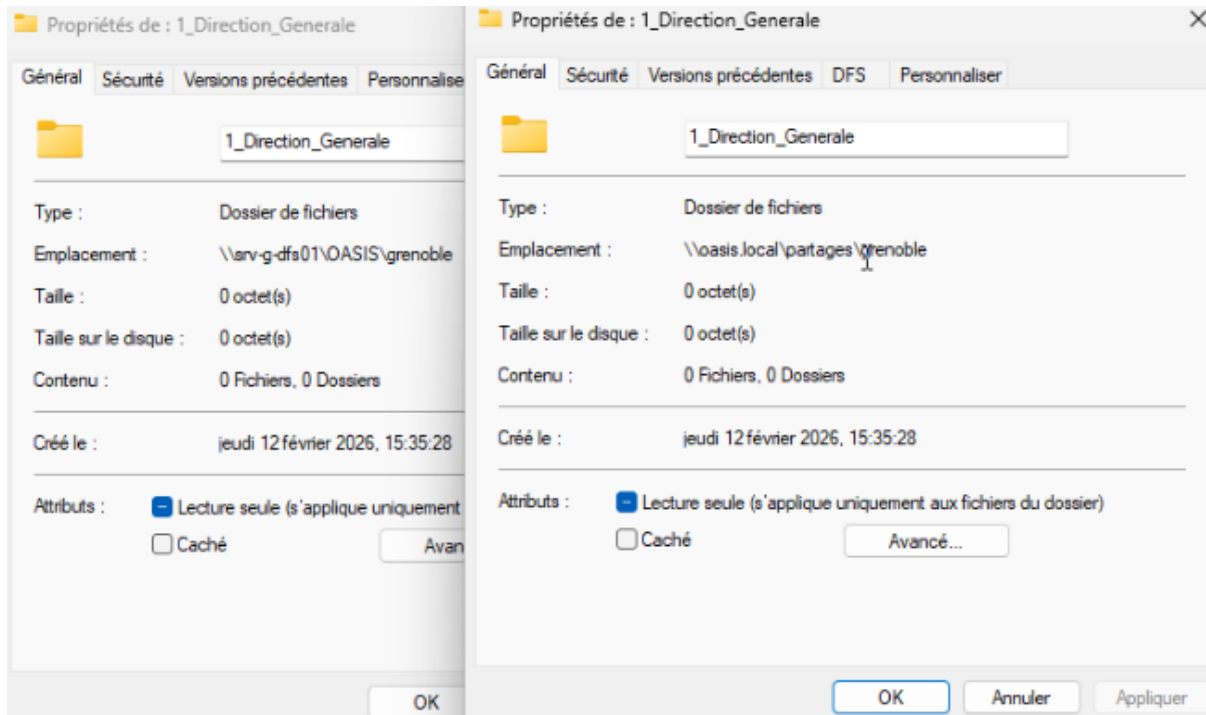 Propriétés de : 1_Direction_Generale
Général Sécurité Versions précédentes Personnalise
1_Direction_Generale
Type : Dossier de fichiers
Emplacement : \\srv-g-dfs01\OASIS\grenoble
Taille : 0 octet(s)
Taille sur le disque : 0 octet(s)
Contenu : 0 Fichiers, 0 Dossiers
Créé le : jeudi 12 février 2026, 15:35:28
Attributs : Lecture seule (s'applique uniquement
Caché Avan
OK
Propriétés de : 1_Direction_Generale
Général Sécurité Versions précédentes DFS Personnaliser
1_Direction_Generale
Type : Dossier de fichiers
Emplacement : \\oasis.local\partages\grenoble
Taille : 0 octet(s)
Taille sur le disque : 0 octet(s)
Contenu : 0 Fichiers, 0 Dossiers
Créé le : jeudi 12 février 2026, 15:35:28
Attributs : Lecture seule (s'applique uniquement aux fichiers du dossier)
Caché Avancé...
OK Annuler Appliquer